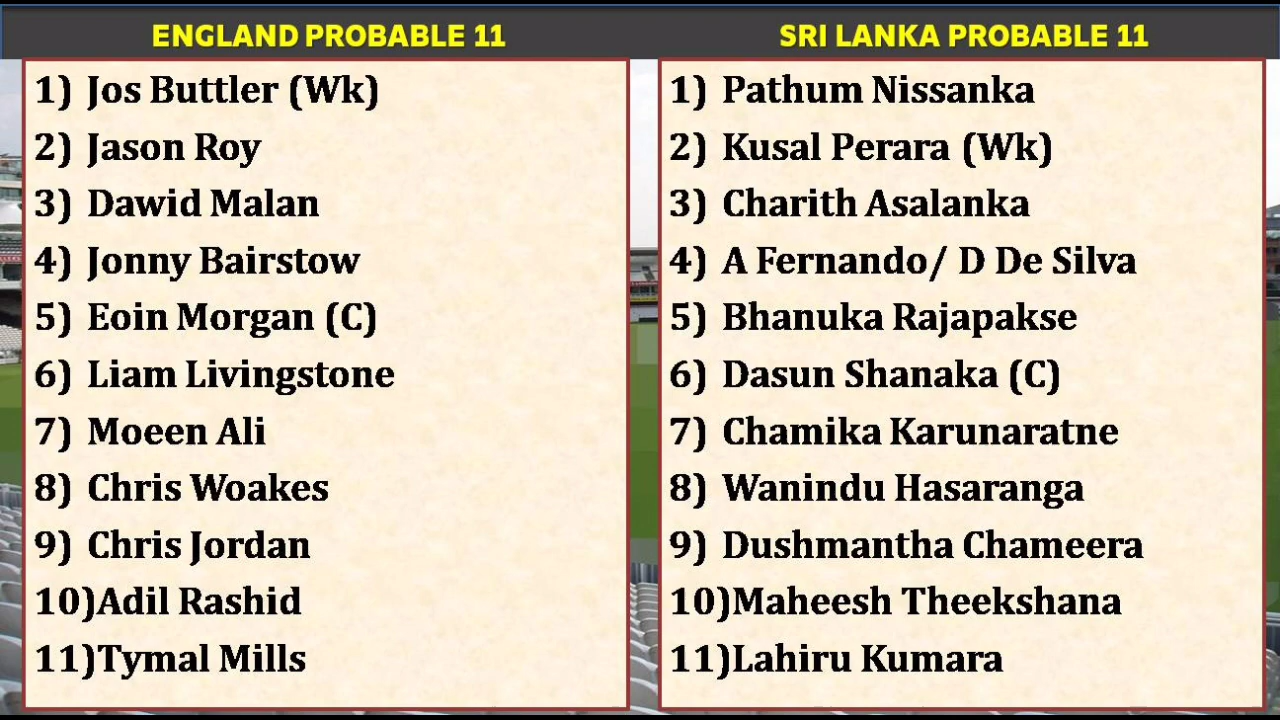 ENGLAND PROBABLE 11
1) Jos Buttler (Wk)
2) Jason Roy
3) Dawid Malan
4) Jonny Bairstow
5) Eoin Morgan (C)
6) Liam Livingstone
7) Moeen Ali
8) Chris Woakes
9) Chris Jordan
10)Adil Rashid
11)Tymal Mills
SRI LANKA PROBABLE 11
1) Pathum Nissanka
2) Kusal Perara (Wk)
3) Charith Asalanka
4) A Fernando/ D De Silva
5) Bhanuka Rajapakse
6) Dasun Shanaka (C)
7) Chamika Karunaratne
8) Wanindu Hasaranga
9) Dushmantha Chameera
10)Maheesh Theekshana
11)Lahiru Kumara